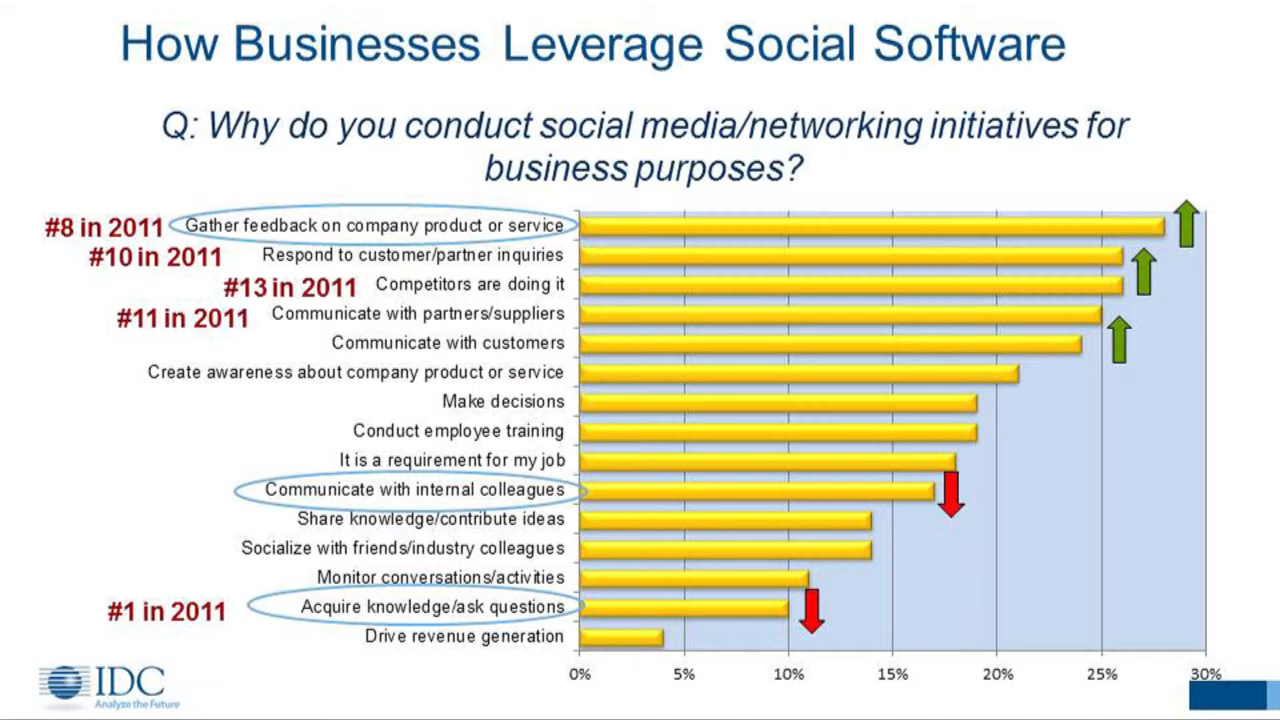 How Businesses Leverage Social Software
Q: Why do you conduct social media/networking initiatives for
business purposes?
#8 in 2011 Gather feedback on company product or service
#10 in 2011 Respond to customer/partner inquiries
#13 in 2011 Competitors are doing it
#11 in 2011 Communicate with partners/suppliers
Communicate with customers
Create awareness about company product or service
Make decisions
Conduct employee training
It is a requirement for my job
Communicate with internal colleagues
Share knowledge/contribute ideas
Socialize with friends/industry colleagues
Monitor conversations/activities
#1 in 2011 Acquire knowledge/ask questions
Drive revenue generation
0% 5% 10% 15% 20% 25% 30%
IDC
Analyze the Future